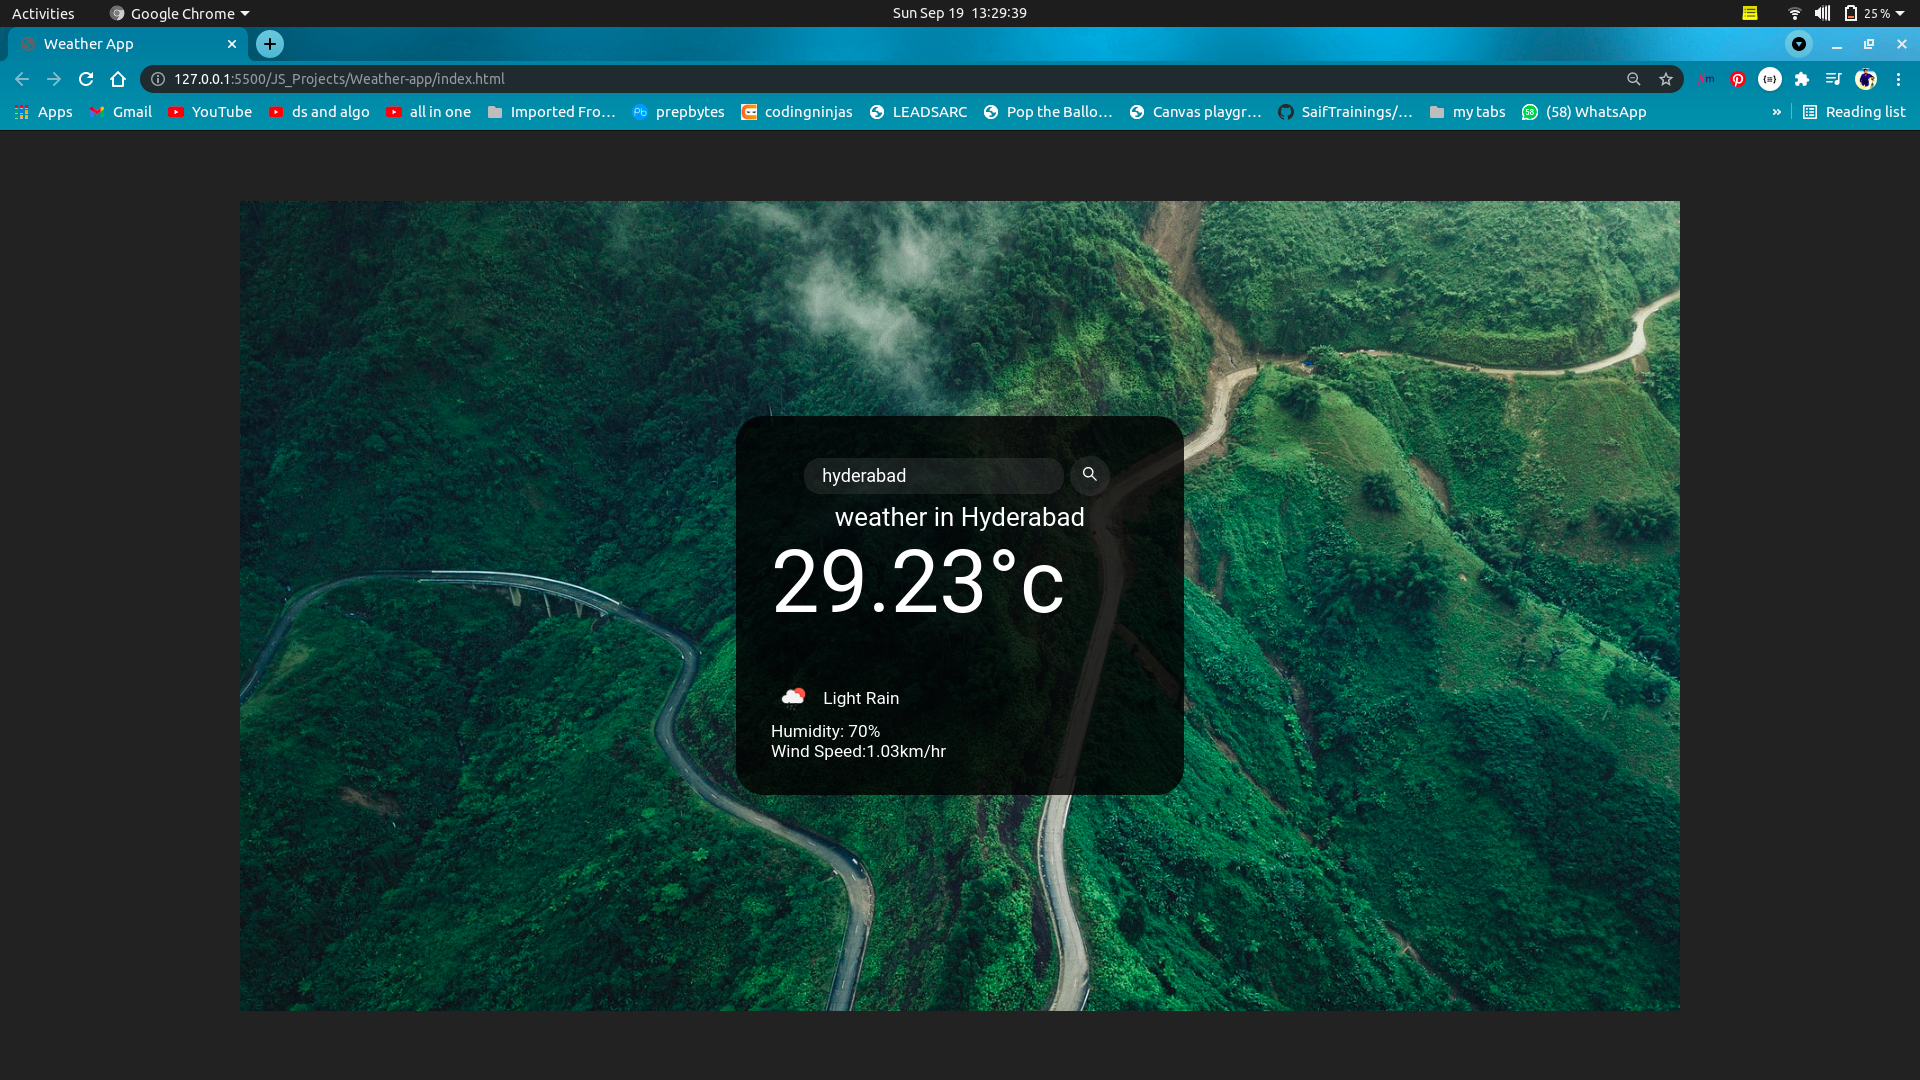 Activities Google Chrome Sun Sep 19 13:29:39 25%
Weather App
127.0.0.1:5500/JS_Projects/Weather-app/index.html
Apps Gmail YouTube ds and algo all in one Imported Fro... prepbytes codingninjas LEADSARC Pop the Ballo... Canvas playgr... SaifTrainings/... my tabs (58) WhatsApp » Reading list
hyderabad
weather in Hyderabad
29.23°c
Light Rain
Humidity: 70%
Wind Speed:1.03km/hr